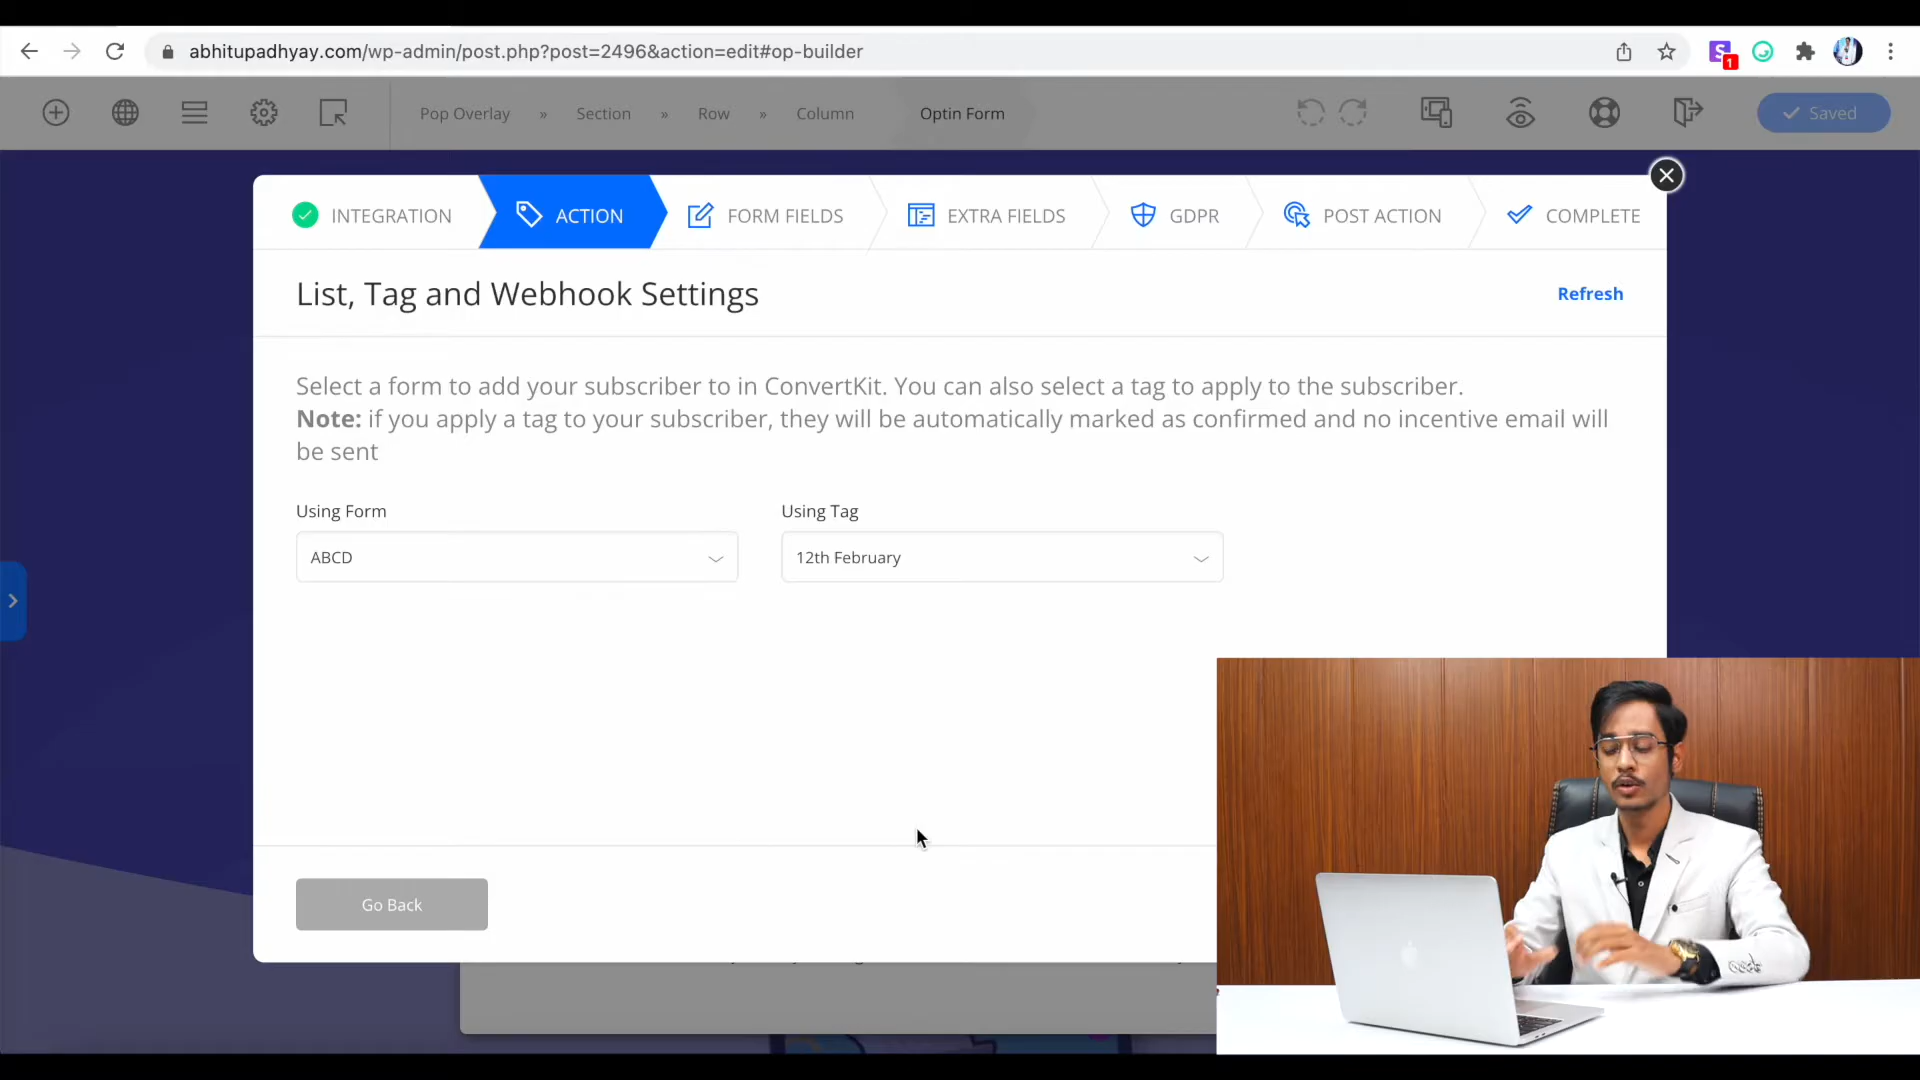 abhitupadhyay.com/wp-admin/post.php?post=2496&action=edit#op-builder
1
Pop Overlay » Section » Row » Column Optin Form
Saved
INTEGRATION ACTION FORM FIELDS EXTRA FIELDS GDPR POST ACTION COMPLETE
List, Tag and Webhook Settings
Refresh
Select a form to add your subscriber to in ConvertKit. You can also select a tag to apply to the subscriber.
Note: if you apply a tag to your subscriber, they will be automatically marked as confirmed and no incentive email will
be sent
Using Form
Using Tag
ABCD
12th February
Go Back